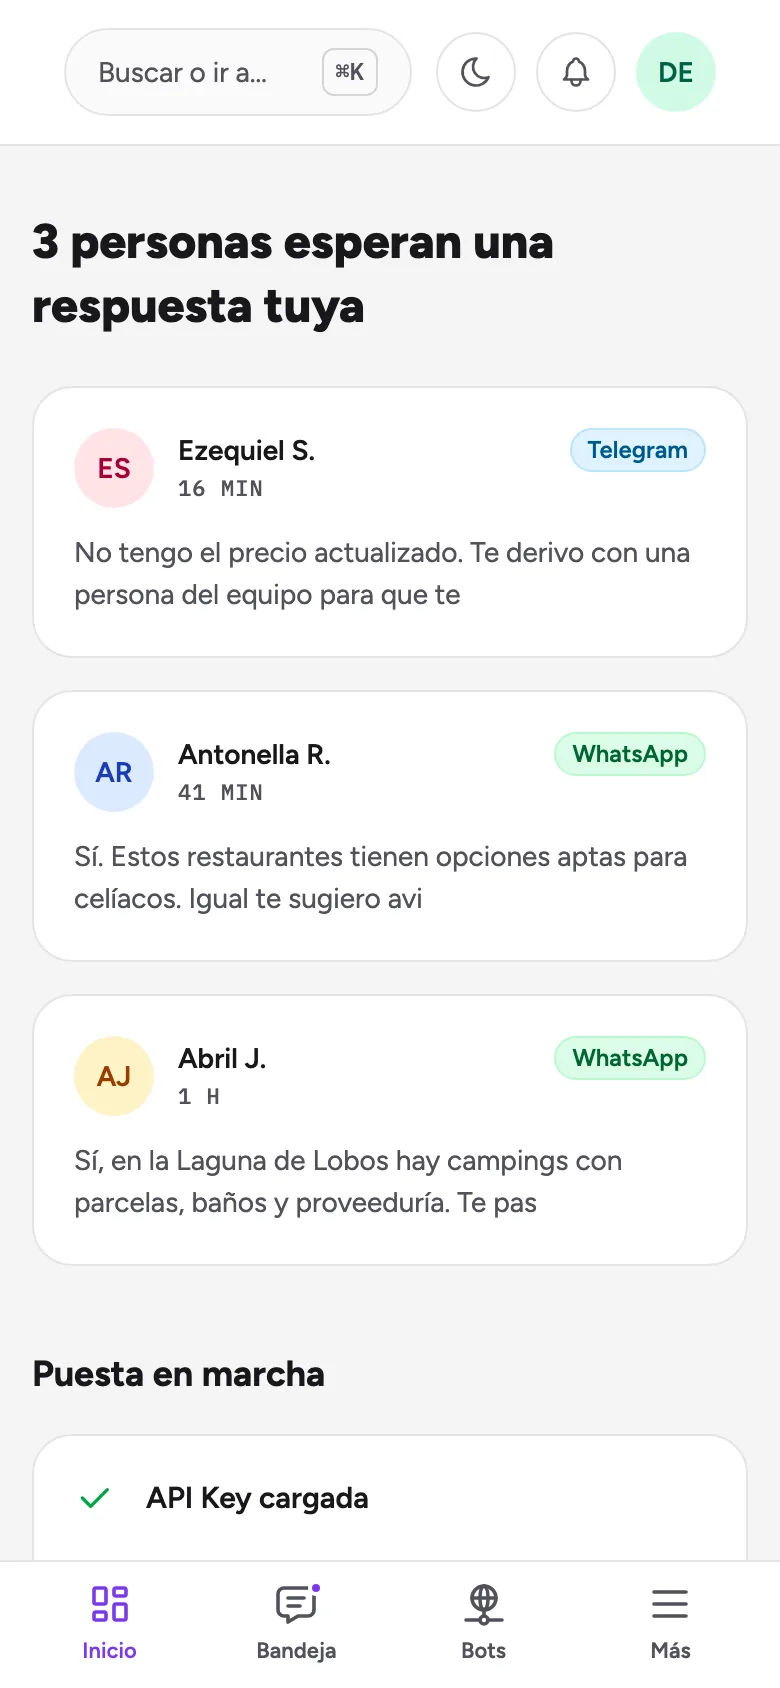 Buscar o ir a...
⌘K
DE
3 personas esperan una
respuesta tuya
ES
Ezequiel S.
Telegram
16 MIN
No tengo el precio actualizado. Te derivo con una
persona del equipo para que te
AR
Antonella R.
WhatsApp
41 MIN
Sí. Estos restaurantes tienen opciones aptas para
celíacos. Igual te sugiero avi
AJ
Abril J.
WhatsApp
1 H
Sí, en la Laguna de Lobos hay campings con
parcelas, baños y proveeduría. Te pas
Puesta en marcha
API Key cargada
Inicio
Bandeja
Bots
Más